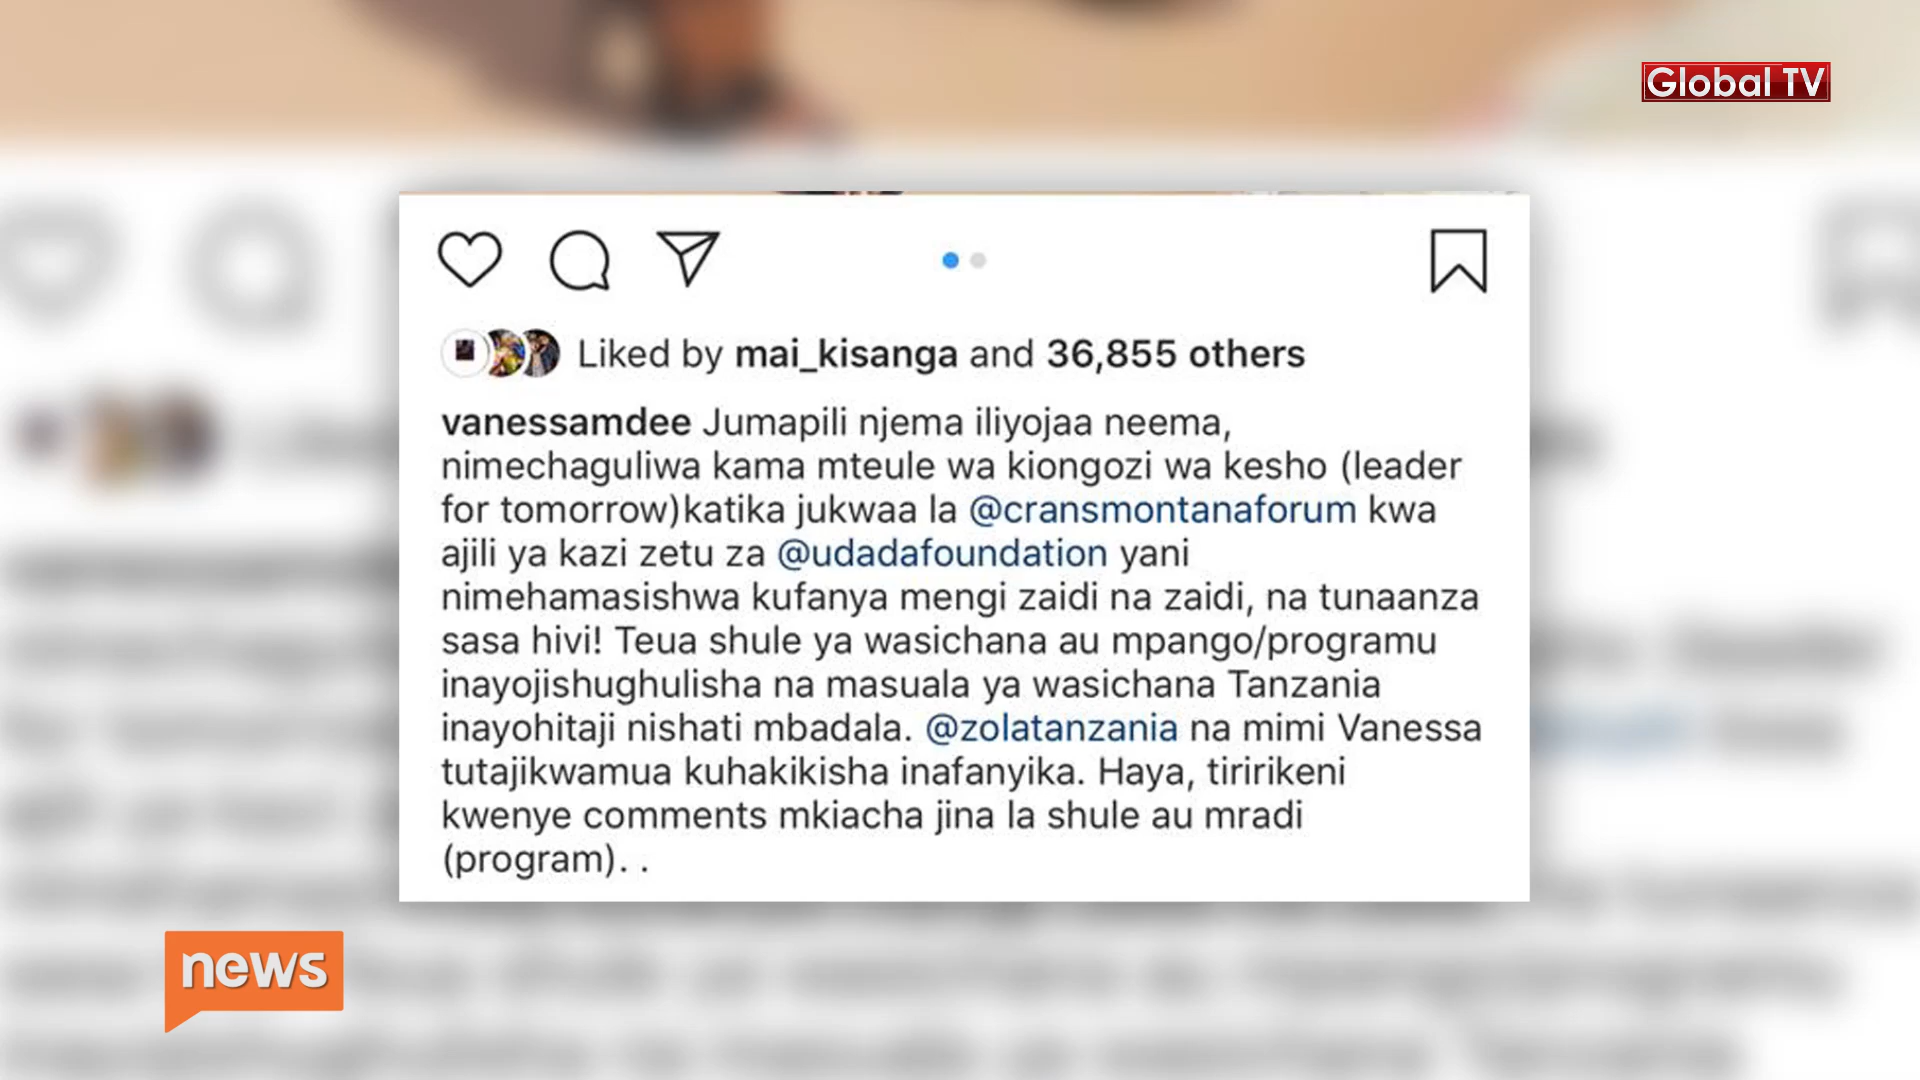 Global TV
Liked by mai_kisanga and 36,855 others
vanessamdee Jumapili njema iliyojaa neema,
nimechaguliwa kama mteule wa kiongozi wa kesho (leader
for tomorrow)katika jukwaa la @cransmontanaforum kwa
ajili ya kazi zetu za @udadafoundation yani
nimehamasishwa kufanya mengi zaidi na zaidi, na tunaanza
sasa hivi! Teua shule ya wasichana au mpango/programu
inayojishughulisha na masuala ya wasichana Tanzania
inayohitaji nishati mbadala. @zolatanzania na mimi Vanessa
tutajikwamua kuhakikisha inafanyika. Haya, tiririkeni
kwenye comments mkiacha jina la shule au mradi
(program). .
news